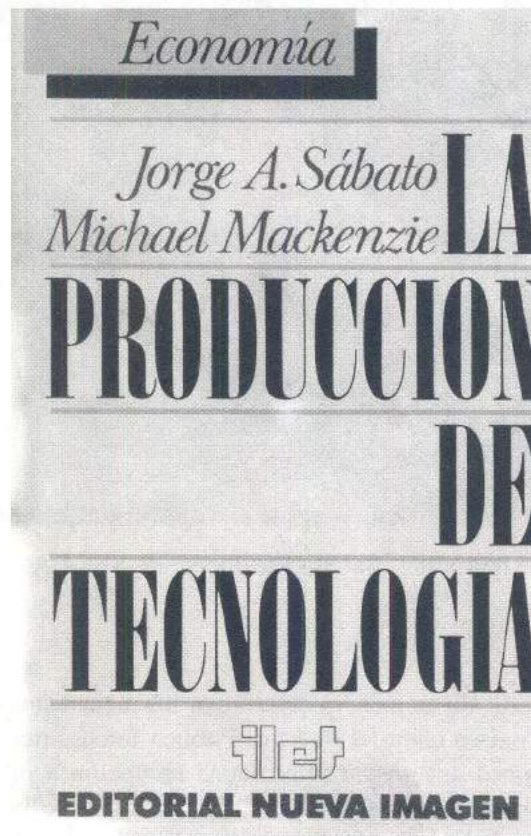 Economía
Jorge A. Sábato
Michael Mackenzie
LA
PRODUCCION
DE
TECNOLOGIA
ilet
EDITORIAL NUEVA IMAGEN